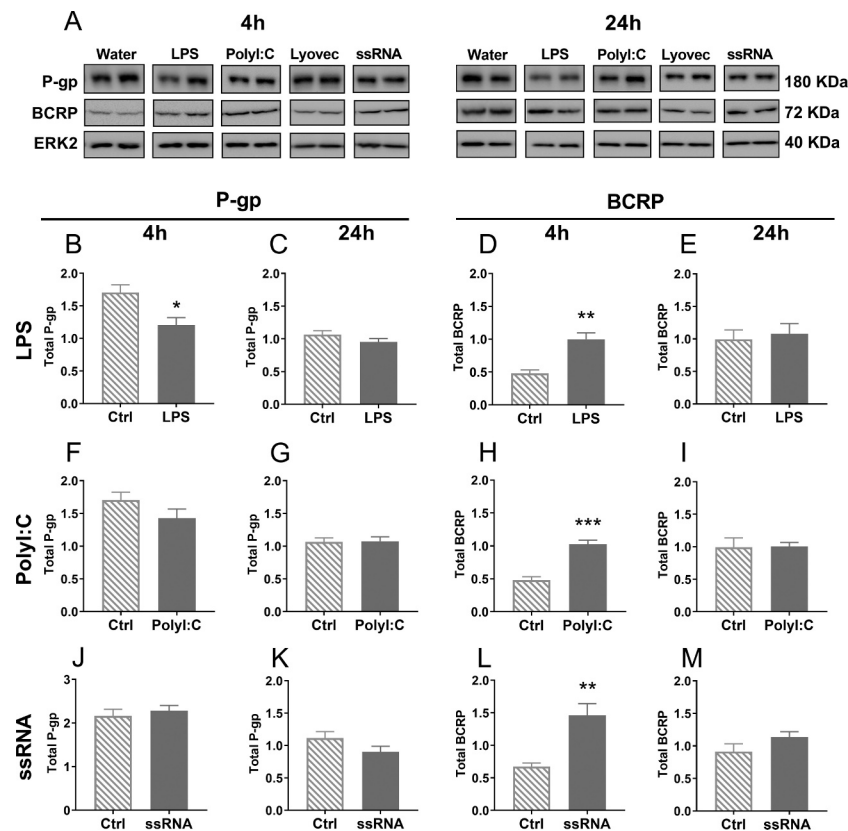 A 4h 24h
Water LPS PolyI:C Lyovec ssRNA Water LPS PolyI:C Lyovec ssRNA
P-gp 180 KDa
BCRP 72 KDa
ERK2 40 KDa
P-gp BCRP
4h 24h 4h 24h
B C D E
LPS
Total P-gp 2.0 1.5 1.0 0.5 0.0 * Ctrl LPS
Total P-gp 2.0 1.5 1.0 0.5 0.0 Ctrl LPS
Total BCRP 2.0 1.5 1.0 0.5 0.0 ** Ctrl LPS
Total BCRP 2.0 1.5 1.0 0.5 0.0 Ctrl LPS
F G H I
PolyI:C
Total P-gp 2.0 1.5 1.0 0.5 0.0 Ctrl PolyI:C
Total P-gp 2.0 1.5 1.0 0.5 0.0 Ctrl PolyI:C
Total BCRP 2.0 1.5 1.0 0.5 0.0 *** Ctrl PolyI:C
Total BCRP 2.0 1.5 1.0 0.5 0.0 Ctrl PolyI:C
J K L M
ssRNA
Total P-gp 3 2 1 0 Ctrl ssRNA
Total P-gp 2.0 1.5 1.0 0.5 0.0 Ctrl ssRNA
Total BCRP 2.0 1.5 1.0 0.5 0.0 ** Ctrl ssRNA
Total BCRP 2.0 1.5 1.0 0.5 0.0 Ctrl ssRNA